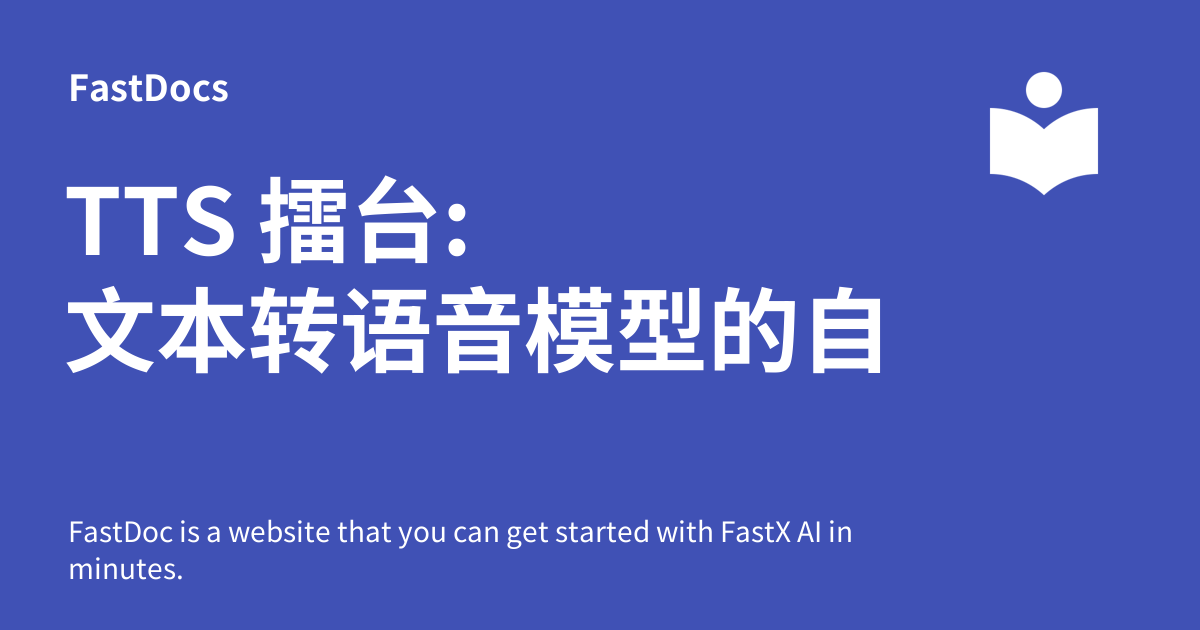 FastDocs
TTS 擂台:
文本转语音模型的自
FastDoc is a website that you can get started with FastX AI in
minutes.